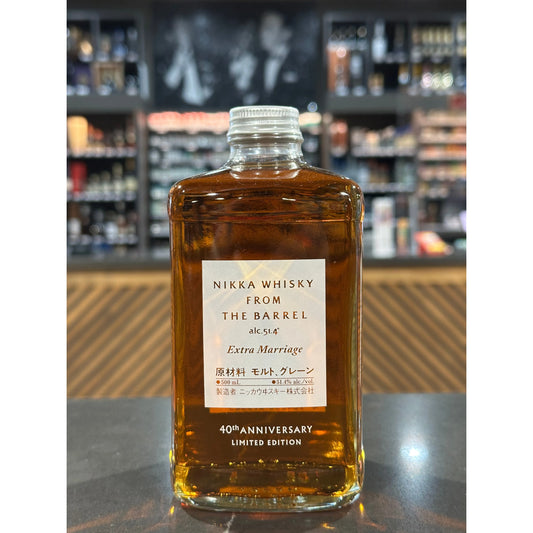 NIKKA WHISKY
FROM
THE BARREL
alc.51.4°
Extra Marriage
原材料 モルト、グレーン
●500 mL ●51.4% alc./vol.
製造者 ニッカウヰスキー株式会社
40th ANNIVERSARY
LIMITED EDITION